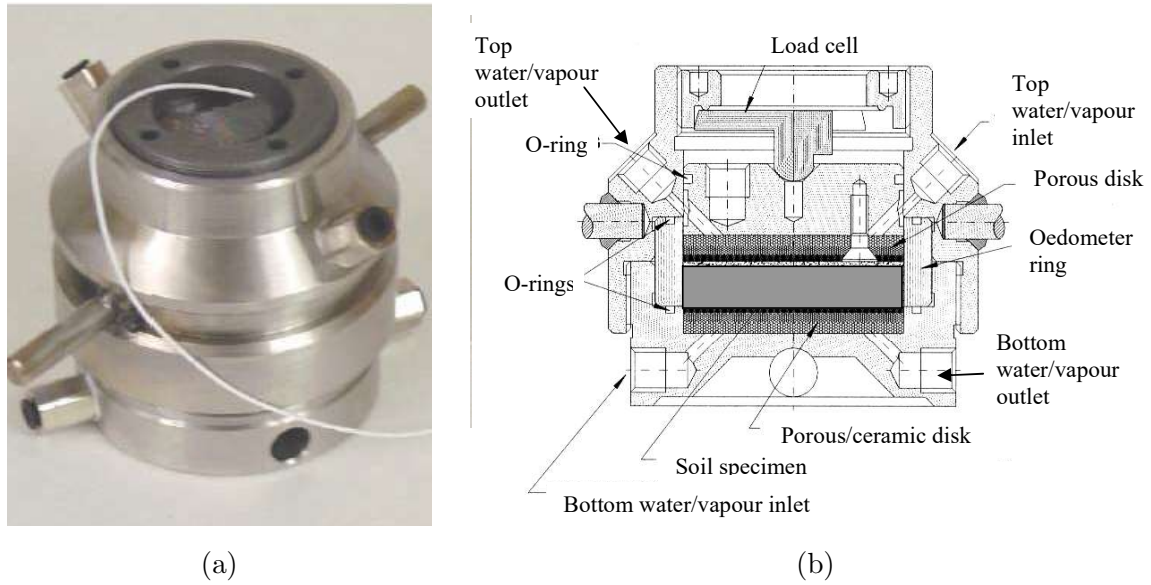 Top
water/vapour
outlet
Load cell
Top
water/vapour
inlet
O-ring
Porous disk
Oedometer
ring
O-rings
Bottom
water/vapour
outlet
Porous/ceramic disk
Soil specimen
Bottom water/vapour inlet
(a)
(b)